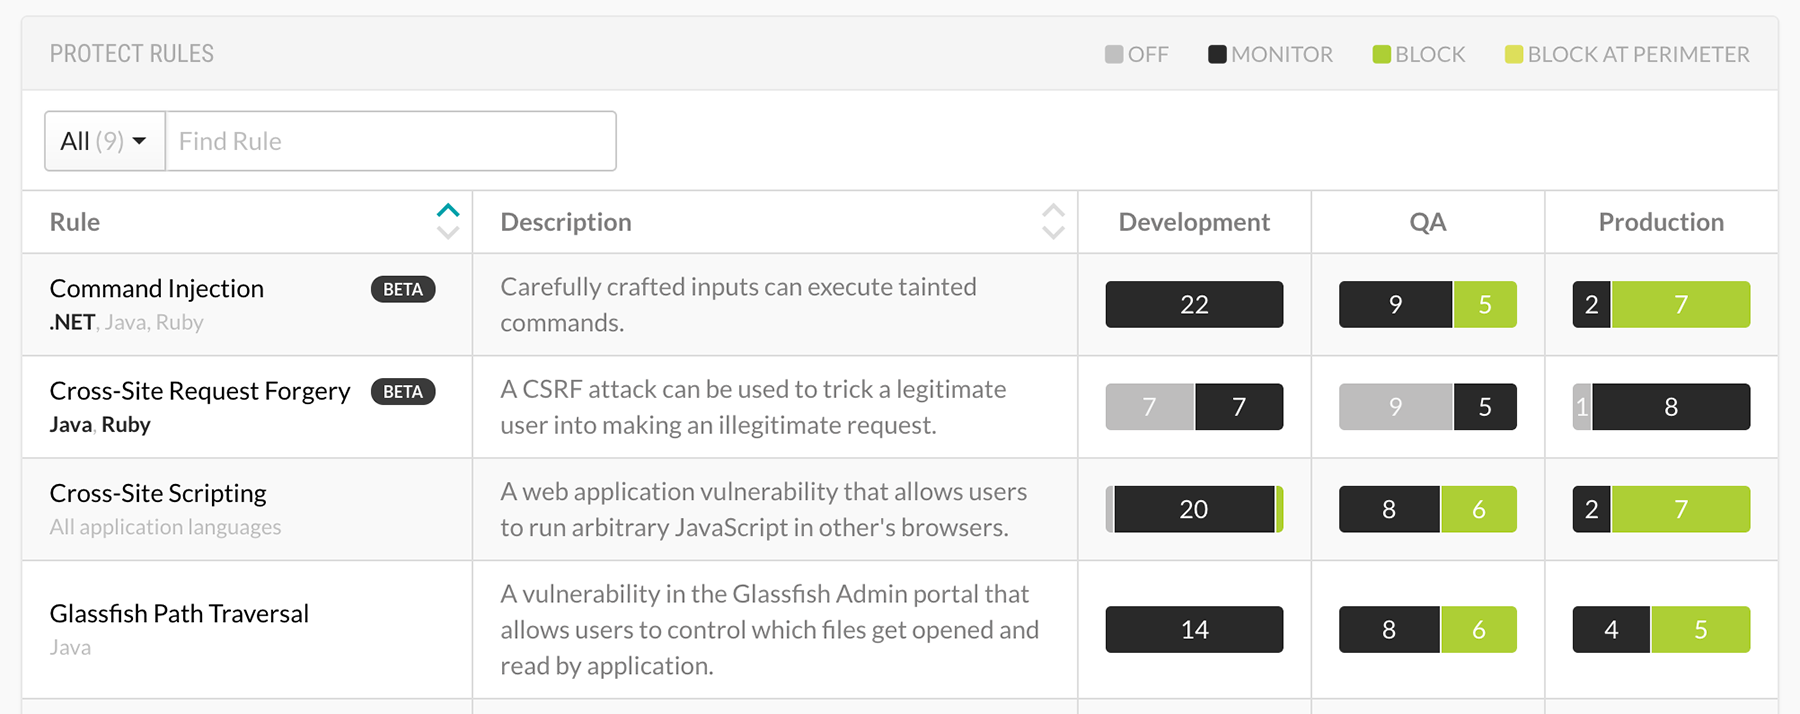 PROTECT RULES
OFF MONITOR BLOCK BLOCK AT PERIMETER
All (9) Find Rule
Rule Description Development QA Production
Command Injection BETA
.NET, Java, Ruby
Carefully crafted inputs can execute tainted
commands.
22 9 5 2 7
Cross-Site Request Forgery BETA
Java, Ruby
A CSRF attack can be used to trick a legitimate
user into making an illegitimate request.
7 7 9 5 1 8
Cross-Site Scripting
All application languages
A web application vulnerability that allows users
to run arbitrary JavaScript in other's browsers.
20 8 6 2 7
Glassfish Path Traversal
Java
A vulnerability in the Glassfish Admin portal that
allows users to control which files get opened and
read by application.
14 8 6 4 5